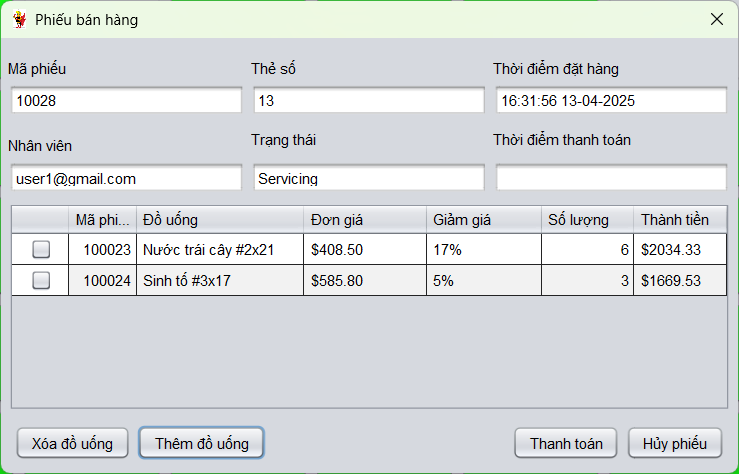 Phiếu bán hàng
Mã phiếu Thẻ số Thời điểm đặt hàng
10028 13 16:31:56 13-04-2025
Nhân viên Trạng thái Thời điểm thanh toán
user1@gmail.com Servicing
Mã phi... Đồ uống Đơn giá Giảm giá Số lượng Thành tiền
100023 Nước trái cây #2x21 $408.50 17% 6 $2034.33
100024 Sinh tố #3x17 $585.80 5% 3 $1669.53
Xóa đồ uống Thêm đồ uống Thanh toán Hủy phiếu